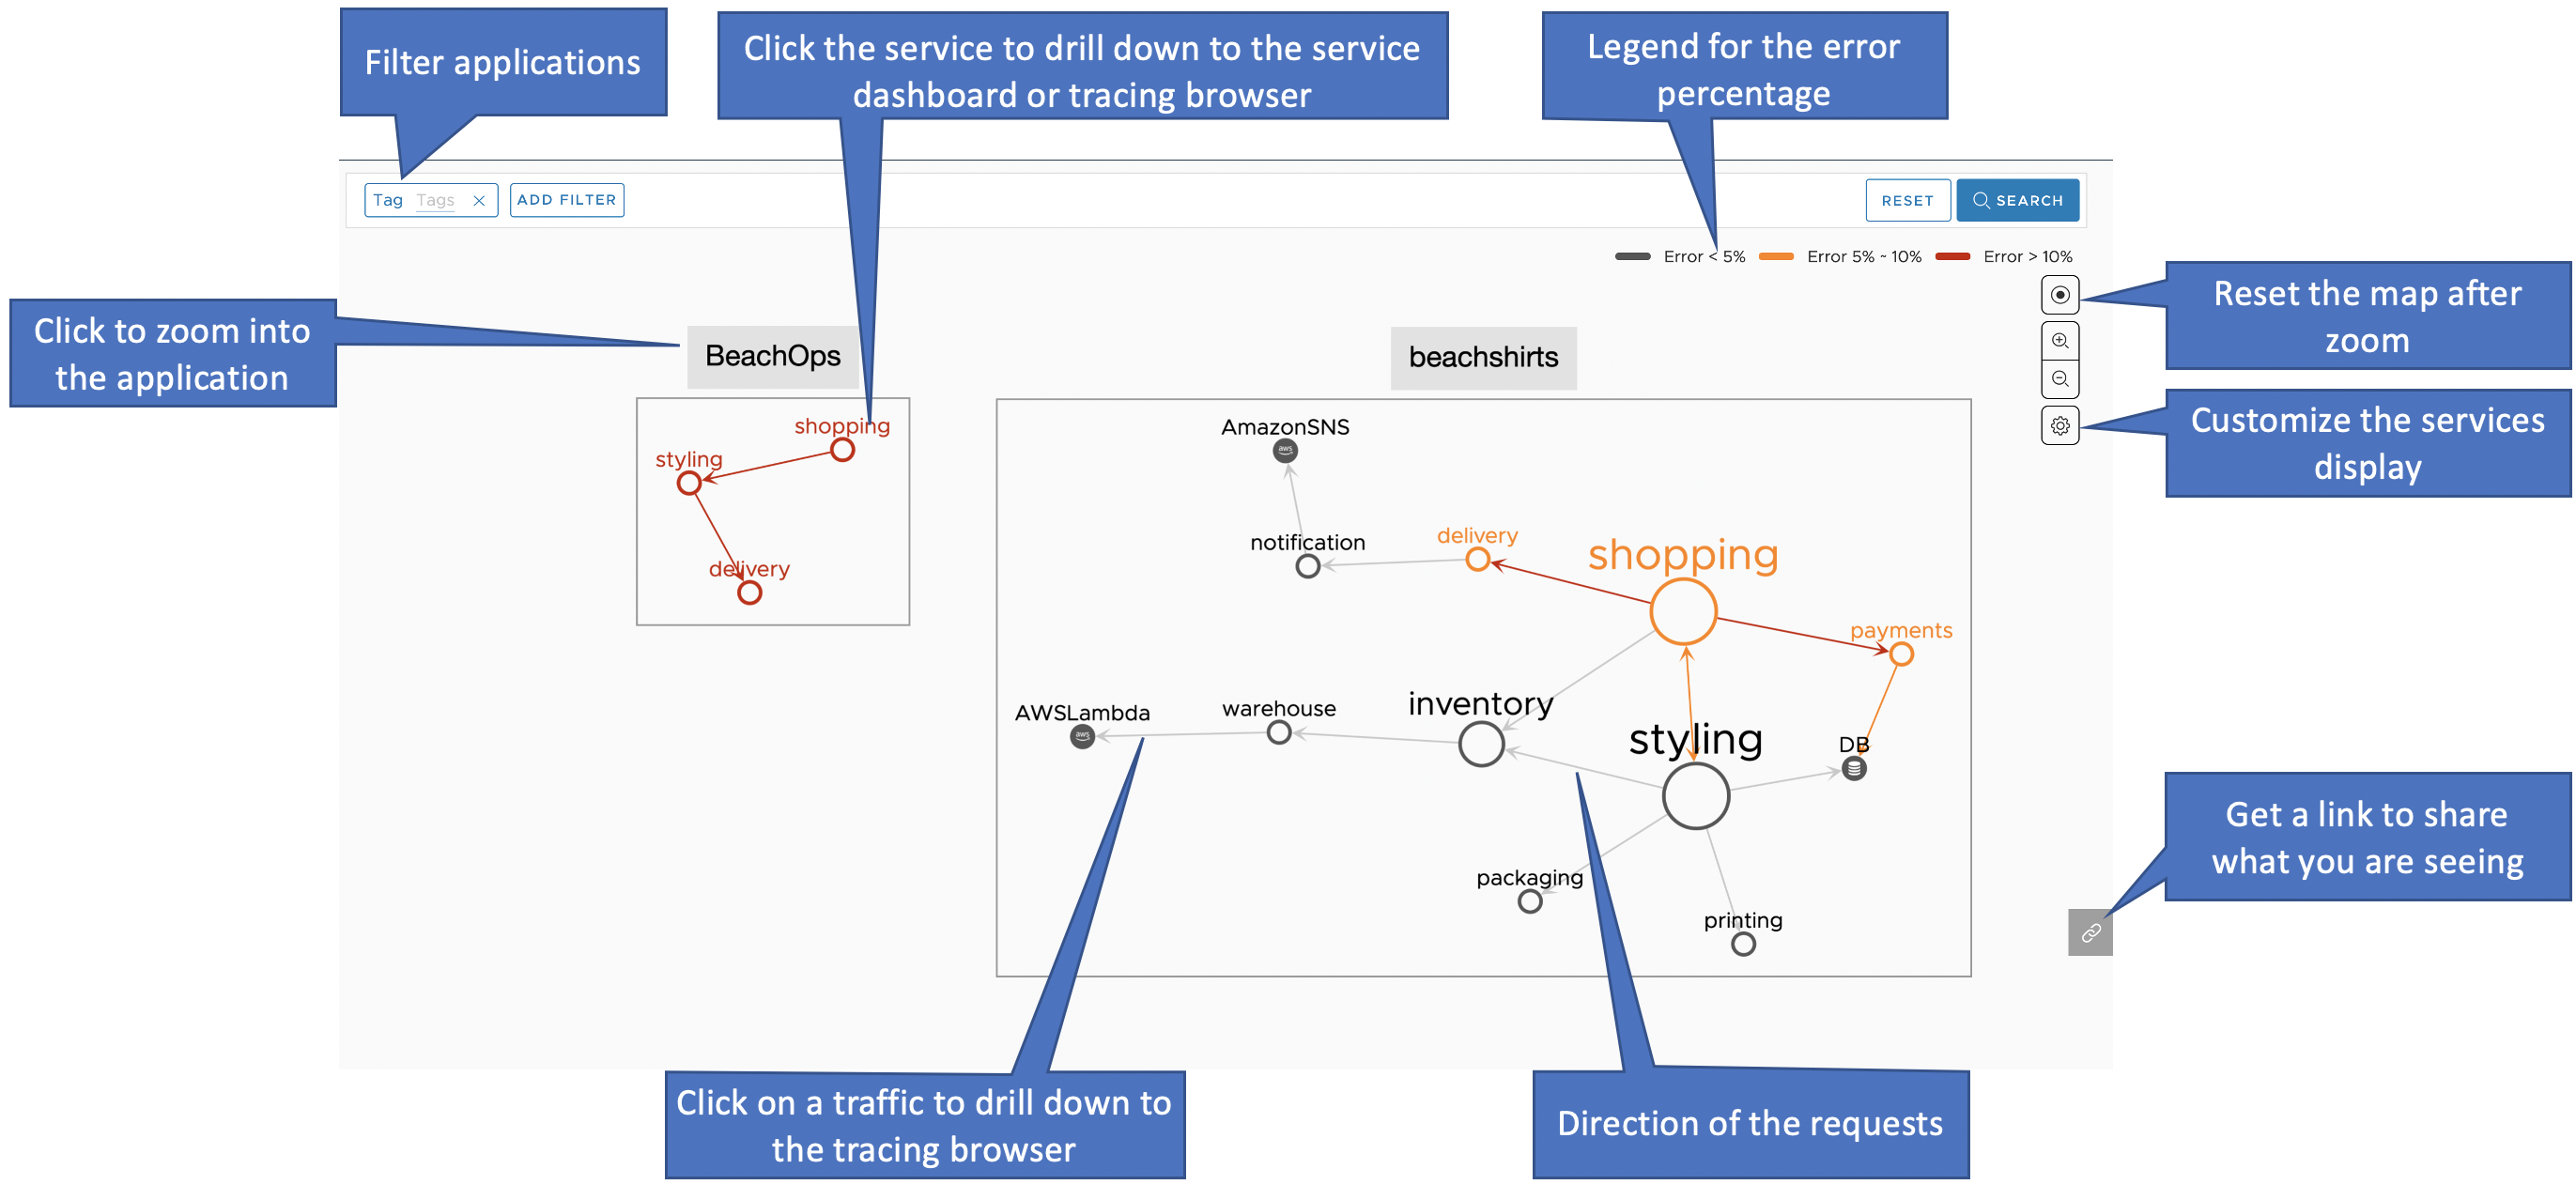 Filter applications
Click the service to drill down to the service
dashboard or tracing browser
Legend for the error
percentage
Tag Tags
ADD FILTER
RESET
SEARCH
Error < 5%
Error 5% ~ 10%
Error > 10%
Reset the map after
zoom
Click to zoom into
the application
BeachOps
beachshirts
Customize the services
display
shopping
styling
delivery
AmazonSNS
aws
notification
delivery
shopping
payments
AWSLambda
aws
warehouse
inventory
styling
DB
packaging
printing
Get a link to share
what you are seeing
Click on a traffic to drill down to
the tracing browser
Direction of the requests